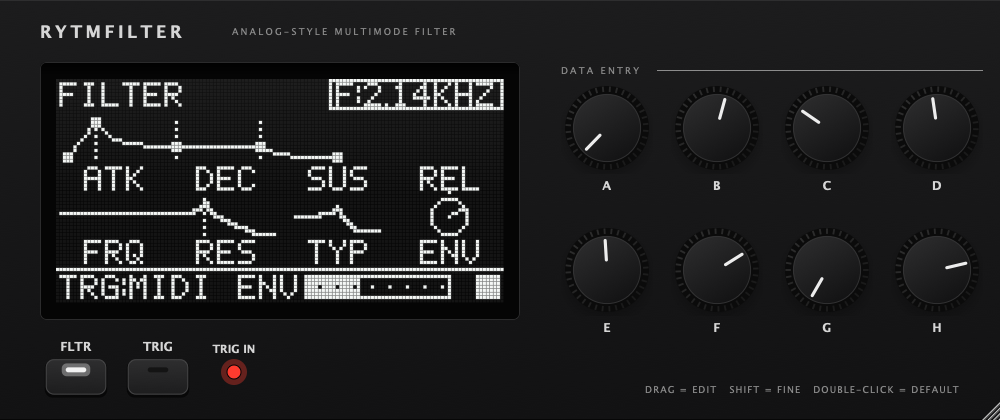 RYTMFILTER
ANALOG-STYLE MULTIMODE FILTER
FILTER
F:2.14KHZ
ATK DEC SUS REL
FRQ RES TYP ENV
TRG:MIDI ENV
FLTR
TRIG
TRIG IN
DATA ENTRY
A B C D
E F G H
DRAG = EDIT SHIFT = FINE DOUBLE-CLICK = DEFAULT